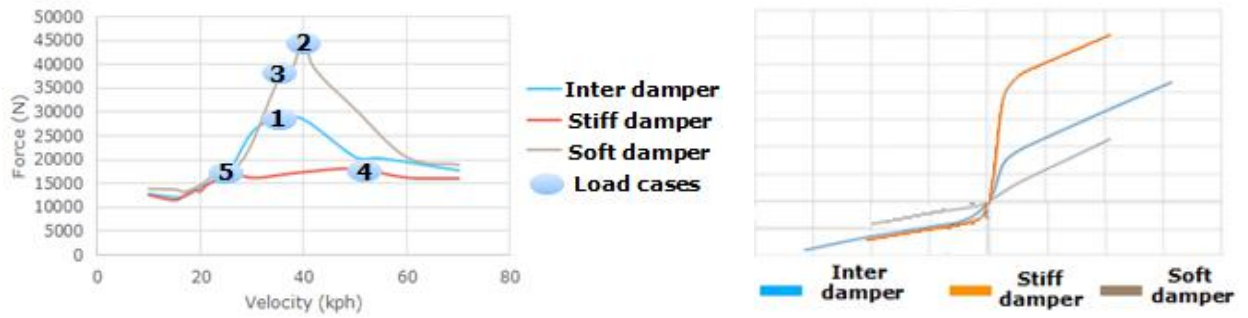 50000
45000
40000
35000
30000
25000
20000
15000
10000
5000
0
Force (N)
2
3
1
5
4
0 20 40 60 80
Velocity (kph)
Inter damper
Stiff damper
Soft damper
Load cases
Inter
damper
Stiff
damper
Soft
damper